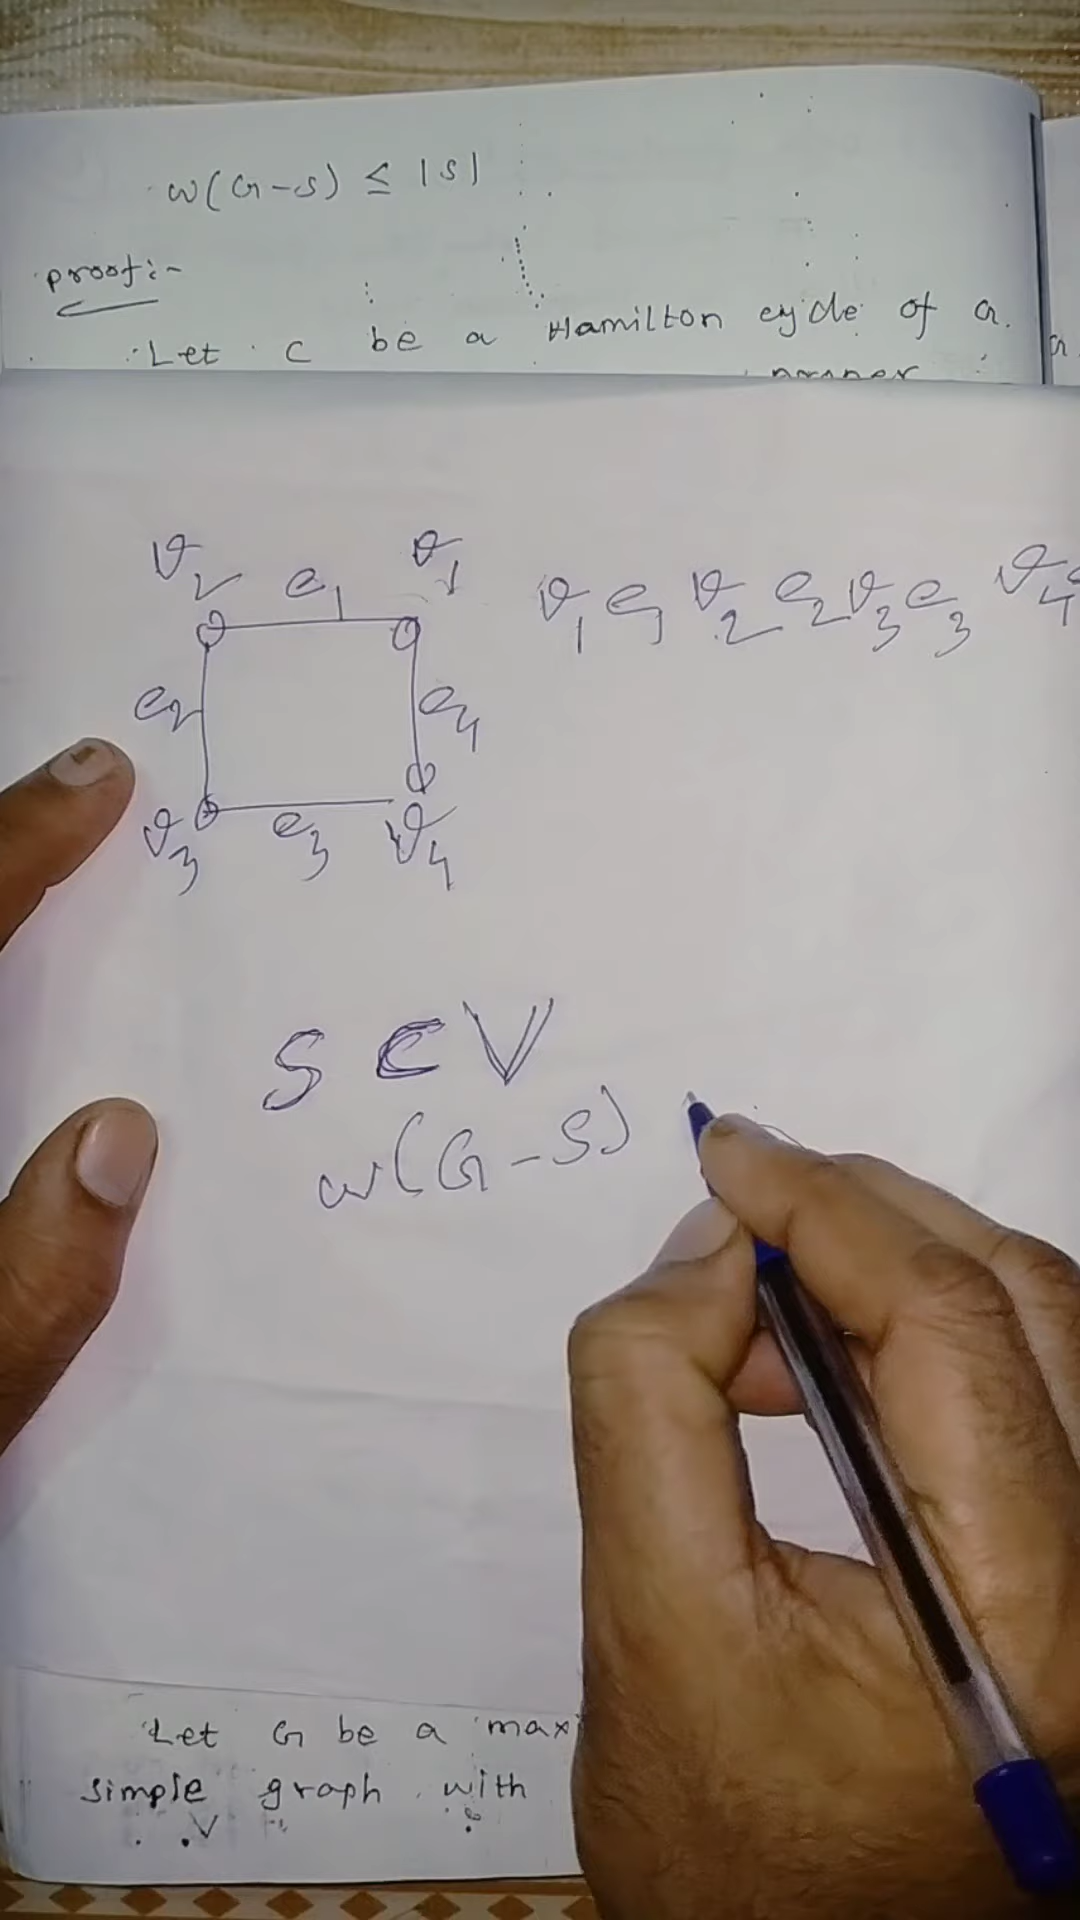 w(G-S) ≤ |S|
proof:-
Let C be a Hamilton cycle of G.
v2 e1 v1
v1 e1 v2 e2 v3 e3 v4
e2 e4
v3 e3 v4
S ⊂ V
w(G-S)
Let G be a maxi
simple graph with